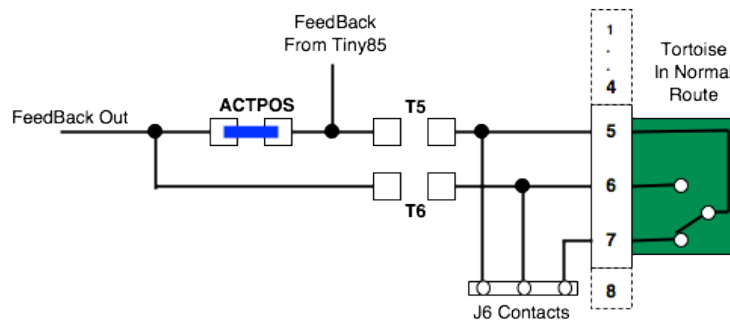 FeedBack
From Tiny85
1
.
.
4
Tortoise
In Normal
Route
ACTPOS
T5
FeedBack Out
5
T6
6
7
8
J6 Contacts